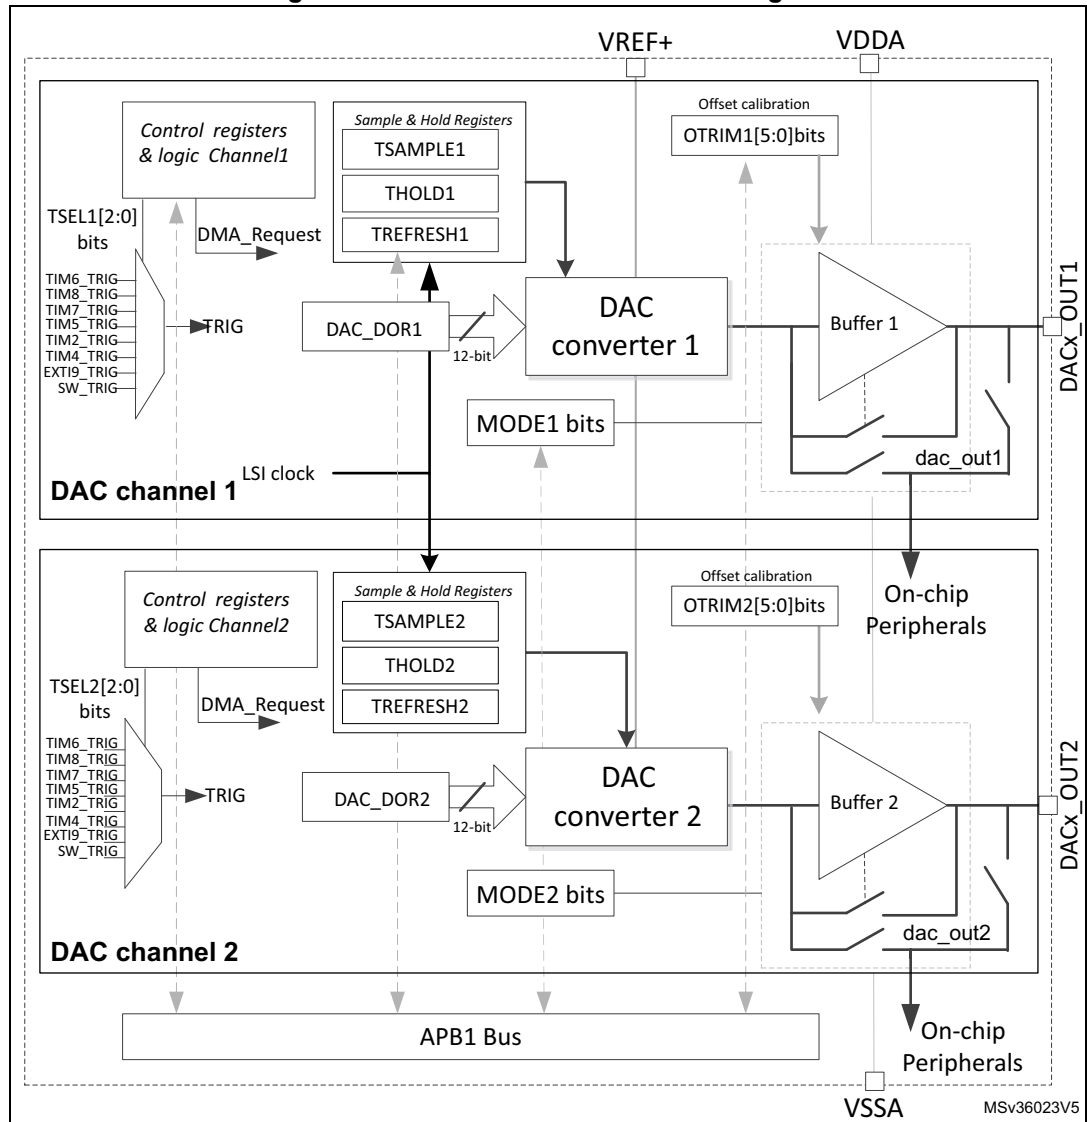 VREF+
VDDA
Control registers
& logic Channel1
Sample & Hold Registers
TSAMPLE1
THOLD1
TREFRESH1
Offset calibration
OTRIM1[5:0]bits
TSEL1[2:0]
bits
DMA_Request
TIM6_TRIG
TIM8_TRIG
TIM7_TRIG
TIM5_TRIG
TIM2_TRIG
TIM4_TRIG
EXTI9_TRIG
SW_TRIG
TRIG
DAC_DOR1
12-bit
DAC
converter 1
Buffer 1
DACx_OUT1
MODE1 bits
dac_out1
LSI clock
DAC channel 1
On-chip
Peripherals
Control registers
& logic Channel2
Sample & Hold Registers
TSAMPLE2
THOLD2
TREFRESH2
Offset calibration
OTRIM2[5:0]bits
TSEL2[2:0]
bits
DMA_Request
TIM6_TRIG
TIM8_TRIG
TIM7_TRIG
TIM5_TRIG
TIM2_TRIG
TIM4_TRIG
EXTI9_TRIG
SW_TRIG
TRIG
DAC_DOR2
12-bit
DAC
converter 2
Buffer 2
DACx_OUT2
MODE2 bits
dac_out2
DAC channel 2
APB1 Bus
On-chip
Peripherals
VSSA
MSv36023V5